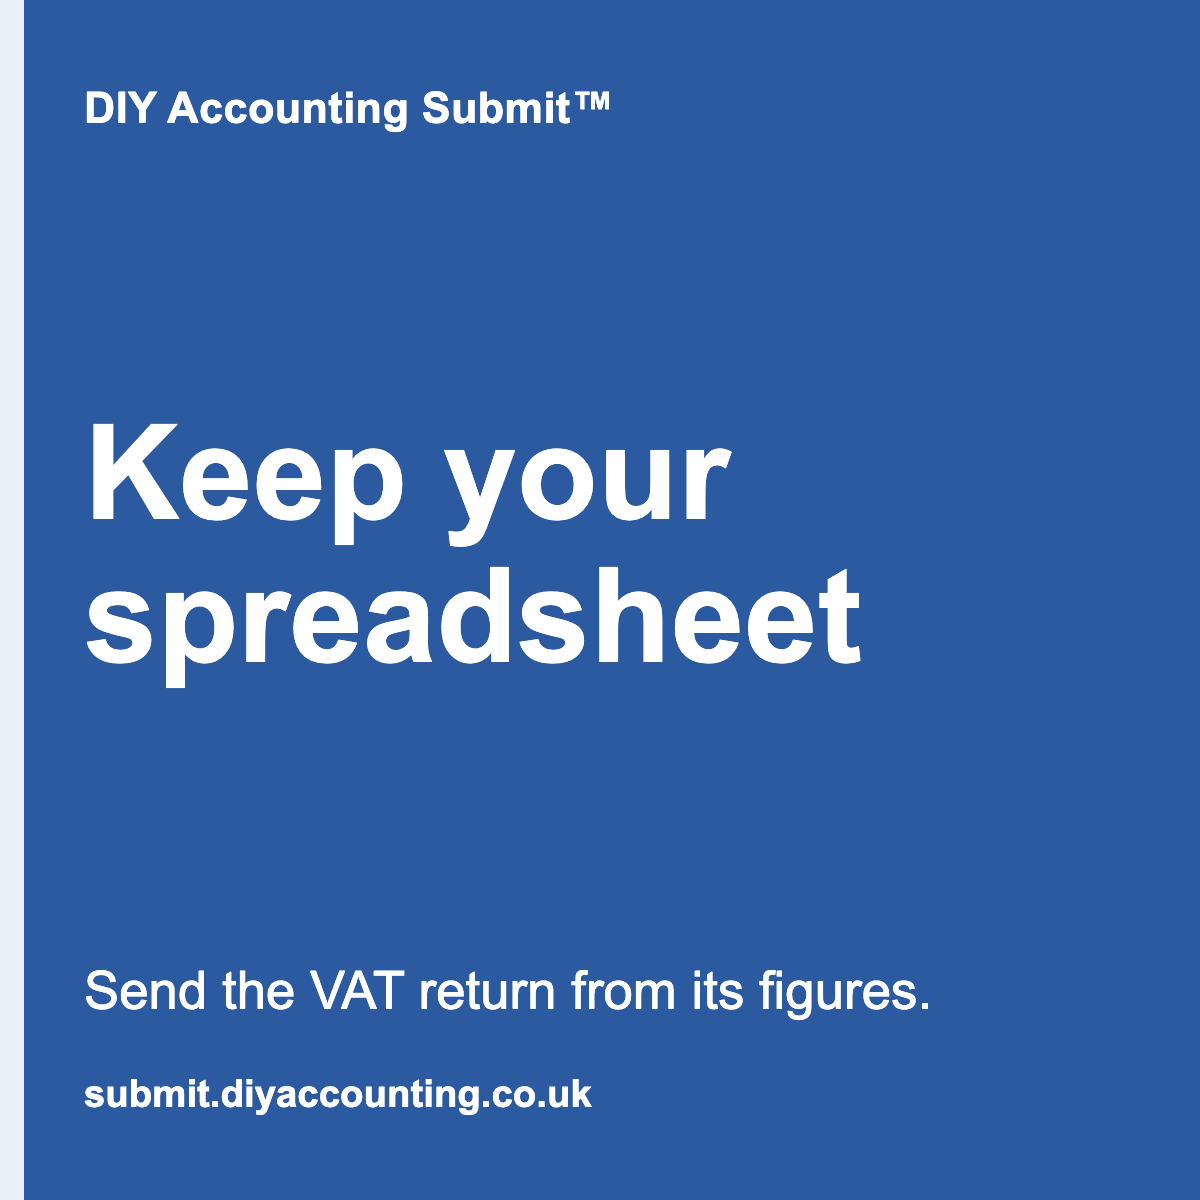 DIY Accounting Submit™
Keep your
spreadsheet
Send the VAT return from its figures.
submit.diyaccounting.co.uk